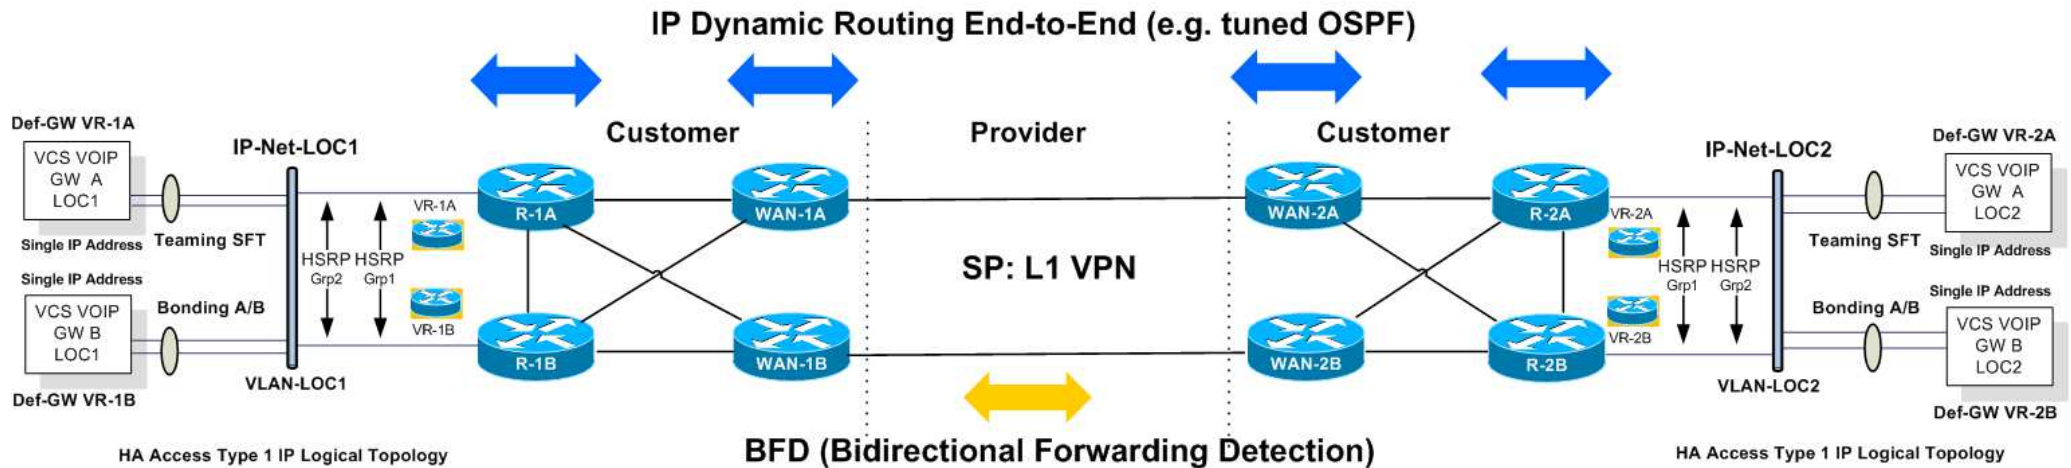 IP Dynamic Routing End-to-End (e.g. tuned OSPF)
Customer
Provider
Customer
Def-GW VR-1A
VCS VOIP
GW A
LOC1
Single IP Address
Teaming SFT
IP-Net-LOC1
HSRP
Grp2
HSRP
Grp1
VR-1A
VR-1B
Single IP Address
VCS VOIP
GW B
LOC1
Def-GW VR-1B
Bonding A/B
VLAN-LOC1
R-1A
WAN-1A
R-1B
WAN-1B
SP: L1 VPN
WAN-2A
R-2A
WAN-2B
R-2B
VR-2A
VR-2B
HSRP
Grp1
HSRP
Grp2
IP-Net-LOC2
VLAN-LOC2
Teaming SFT
Bonding A/B
Def-GW VR-2A
VCS VOIP
GW A
LOC2
Single IP Address
Single IP Address
VCS VOIP
GW B
LOC2
Def-GW VR-2B
HA Access Type 1 IP Logical Topology
BFD (Bidirectional Forwarding Detection)
HA Access Type 1 IP Logical Topology